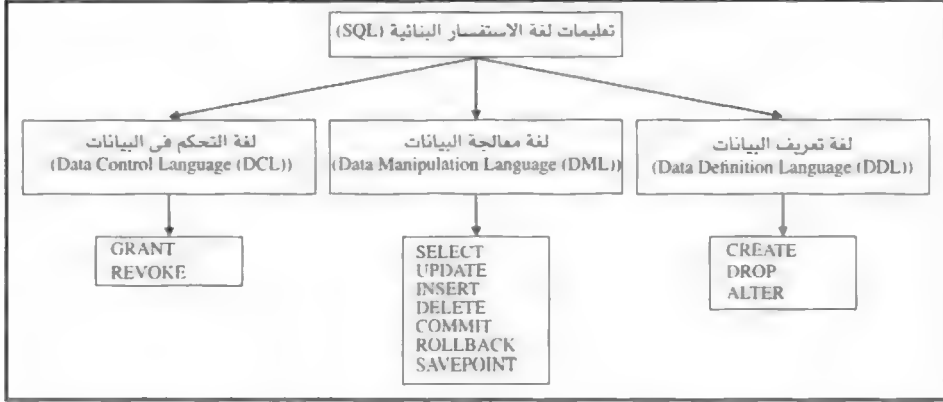 تعليمات لغة الاستفسار البنائية (SQL)
لغة تعريف البيانات
(Data Definition Language (DDL))
لغة معالجة البيانات
(Data Manipulation Language (DML))
لغة التحكم فى البيانات
(Data Control Language (DCL))
CREATE
DROP
ALTER
SELECT
UPDATE
INSERT
DELETE
COMMIT
ROLLBACK
SAVEPOINT
GRANT
REVOKE